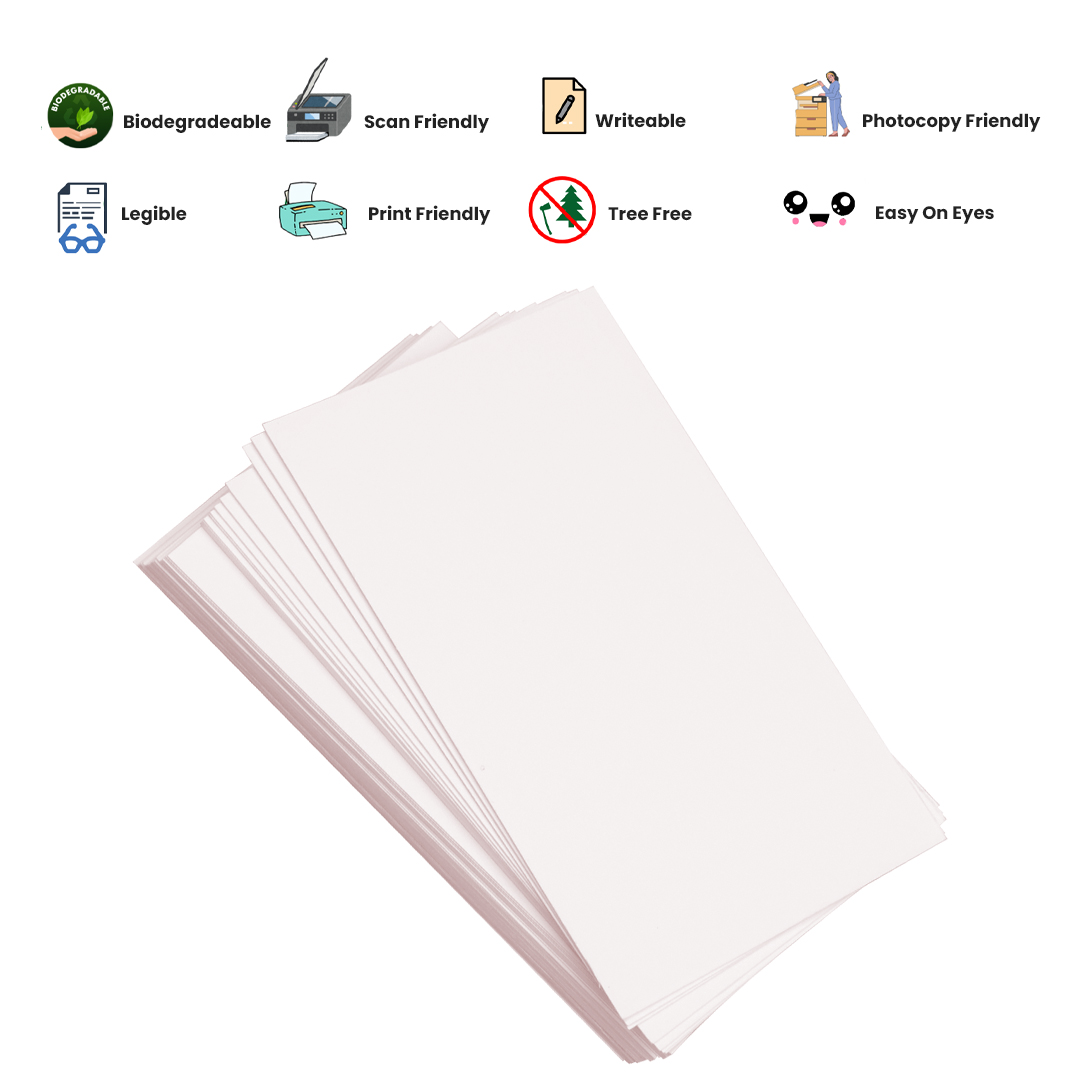 BIODEGRADABLE
Biodegradeable
Scan Friendly
Writeable
Photocopy Friendly
Legible
Print Friendly
Tree Free
Easy On Eyes